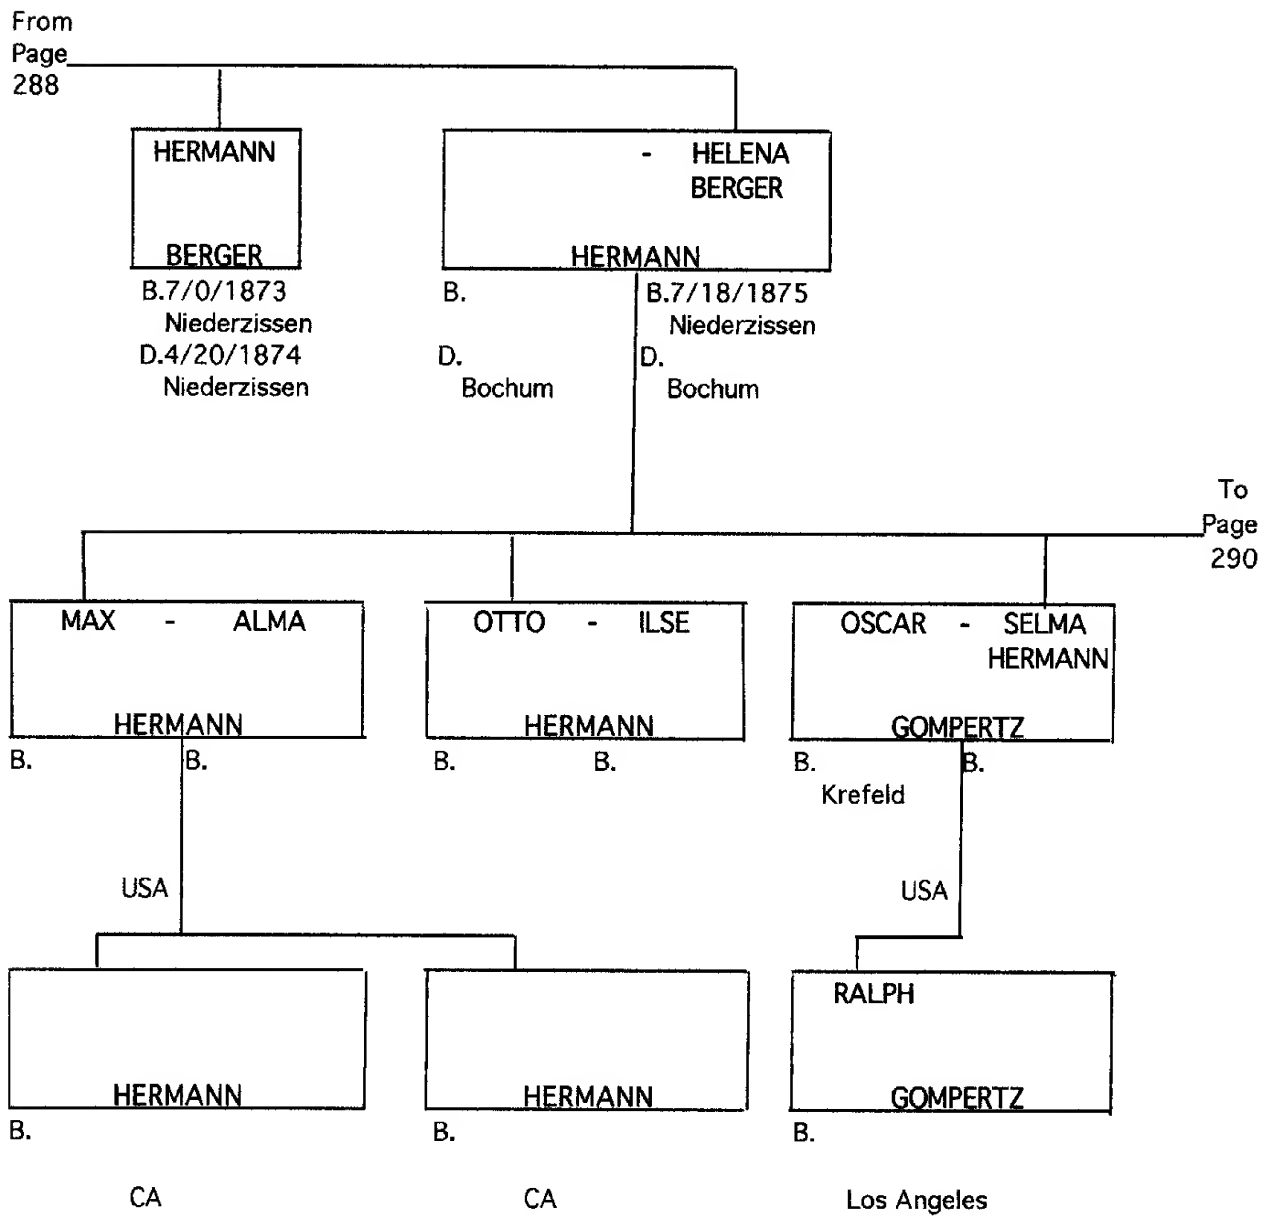 From
Page
288
HERMANN
BERGER
B.7/0/1873
Niederzissen
D.4/20/1874
Niederzissen
- HELENA
BERGER
HERMANN
B. B.7/18/1875
Niederzissen
D. D.
Bochum Bochum
To
Page
290
MAX - ALMA
HERMANN
B. B.
USA
OTTO - ILSE
HERMANN
B. B.
OSCAR - SELMA
HERMANN
GOMPERTZ
B. B.
Krefeld
USA
HERMANN
B.
CA
HERMANN
B.
CA
RALPH
GOMPERTZ
B.
Los Angeles